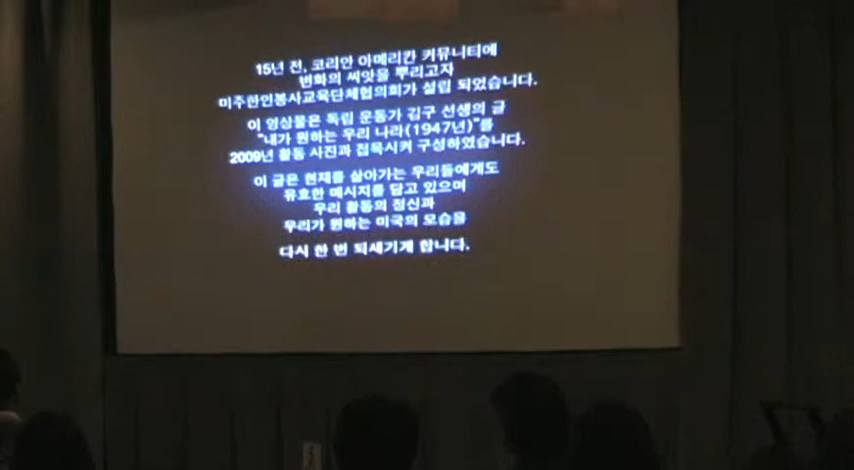 15년 전, 코리안 아메리칸 커뮤니티에
변화의 씨앗을 뿌리고자
미주한인봉사교육단체협의회가 설립 되었습니다.
이 영상물은 독립 운동가 김구 선생의 글
"내가 원하는 우리 나라(1947년)"를
2009년 활동 사진과 접목시켜 구성하였습니다.
이 글은 현재를 살아가는 우리들에게도
유효한 메시지를 담고 있으며
우리 활동의 정신과
우리가 원하는 미국의 모습을
다시 한 번 되새기게 합니다.